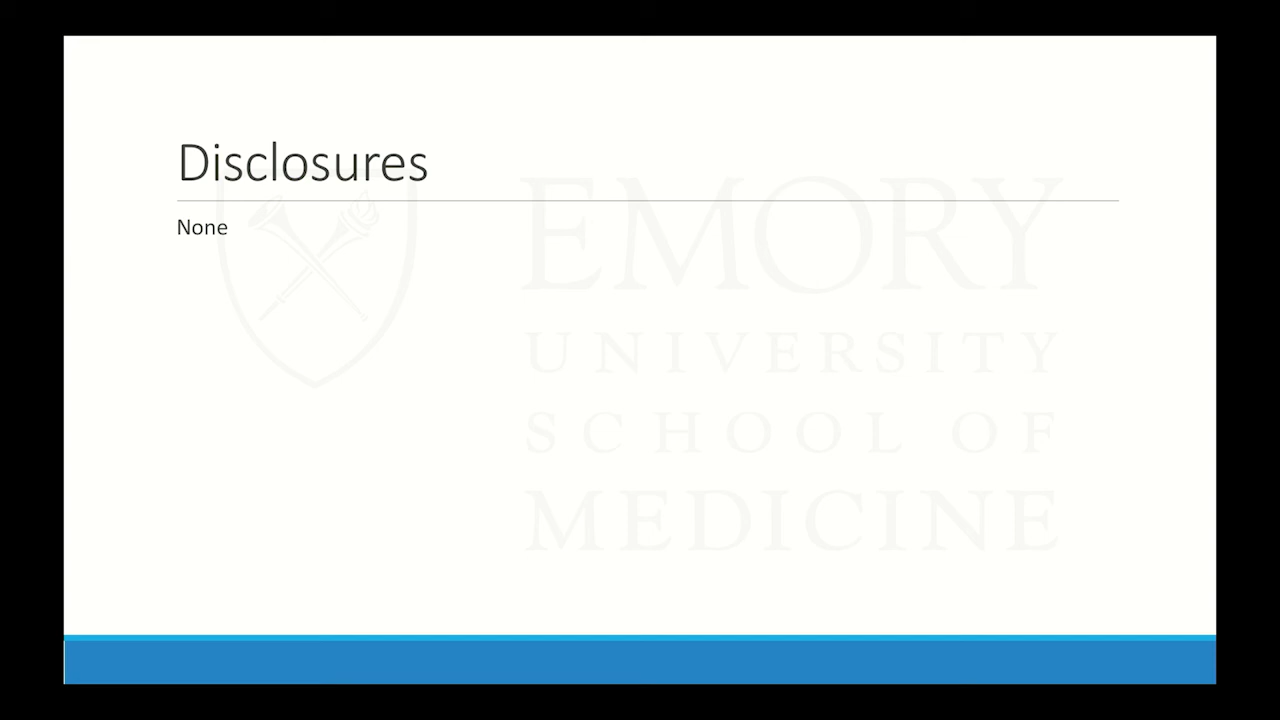 Disclosures
None
EMORY
UNIVERSITY
SCHOOL OF
MEDICINE